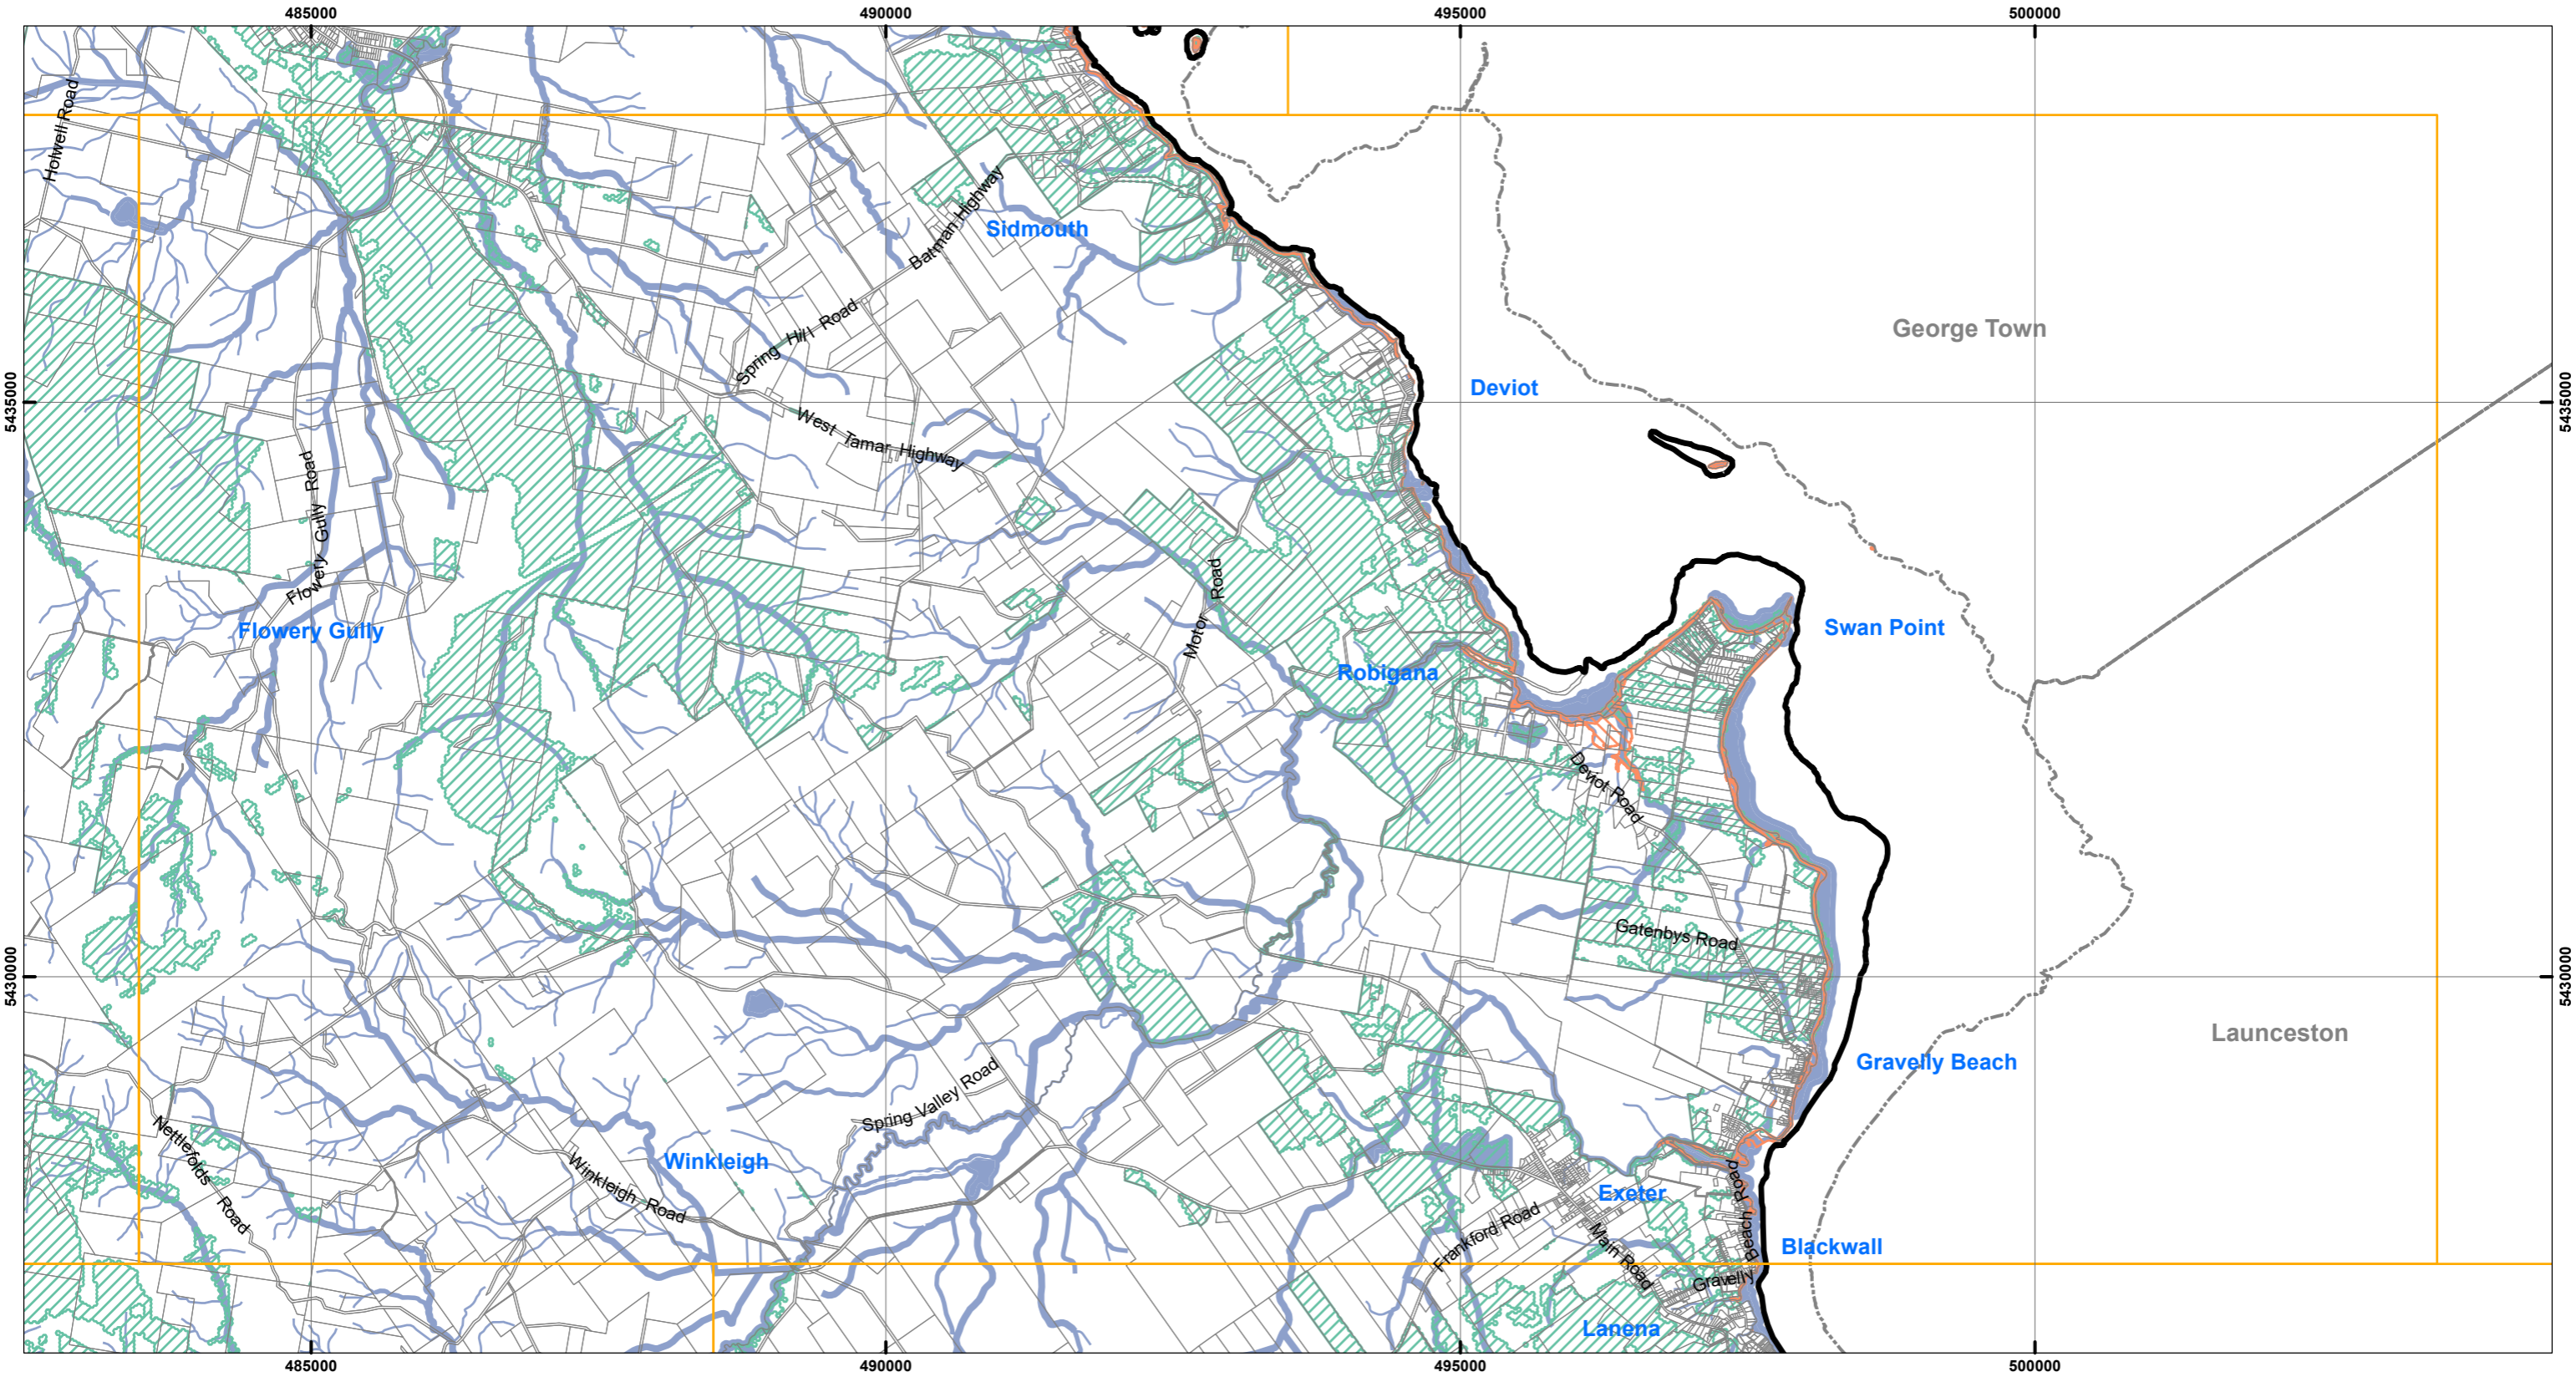 485000
490000
495000
500000
Holwell Road
Batman Highway
Sidmouth
Spring Hill Road
George Town
5435000
Deviot
5435000
West Tamar Highway
Flowery Gully Road
Motor Road
Flowery Gully
Swan Point
Robigana
Deviot Road
Gatenbys Road
5430000
5430000
Launceston
Gravelly Beach
Spring Valley Road
Nettlefolds Road
Winkleigh Road
Winkleigh
Exeter
Frankford Road
Main Road
Gravelly Beach Road
Blackwall
Lanena
485000
490000
495000
500000